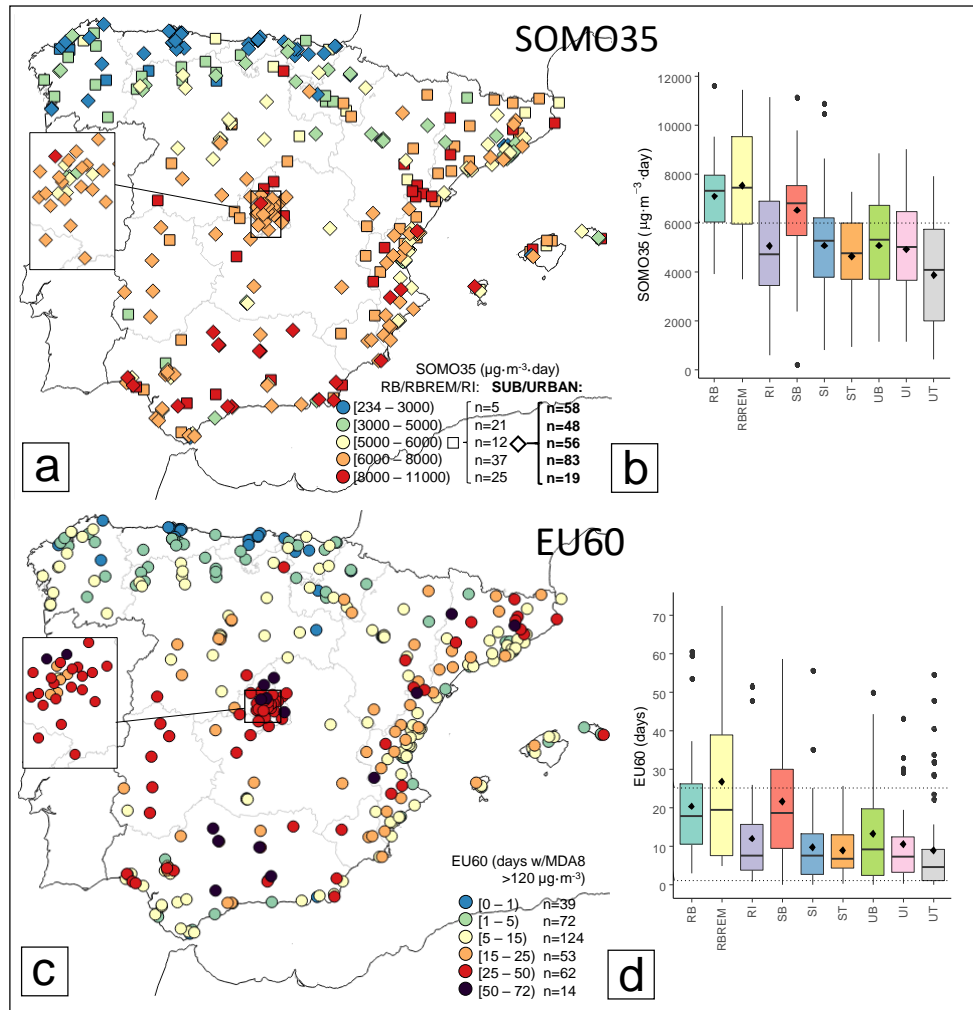 SOMO35
SOMO35 (µg·m⁻³·day)
RB/RBREM/RI: SUB/URBAN:
[234 – 3000) n=5 n=58
[3000 – 5000) n=21 n=48
[5000 – 6000) n=12 n=56
[6000 – 8000) n=37 n=83
[8000 – 11000) n=25 n=19
a
12000
10000
8000
6000
4000
2000
0
SOMO35 (µg·m⁻³·day)
RB
RBREM
RI
SB
SI
ST
UB
UI
UT
b
EU60
EU60 (days w/MDA8
>120 µg·m⁻³)
[0 – 1) n=39
[1 – 5) n=72
[5 – 15) n=124
[15 – 25) n=53
[25 – 50) n=62
[50 – 72) n=14
c
70
60
50
40
30
20
10
0
EU60 (days)
RB
RBREM
RI
SB
SI
ST
UB
UI
UT
d